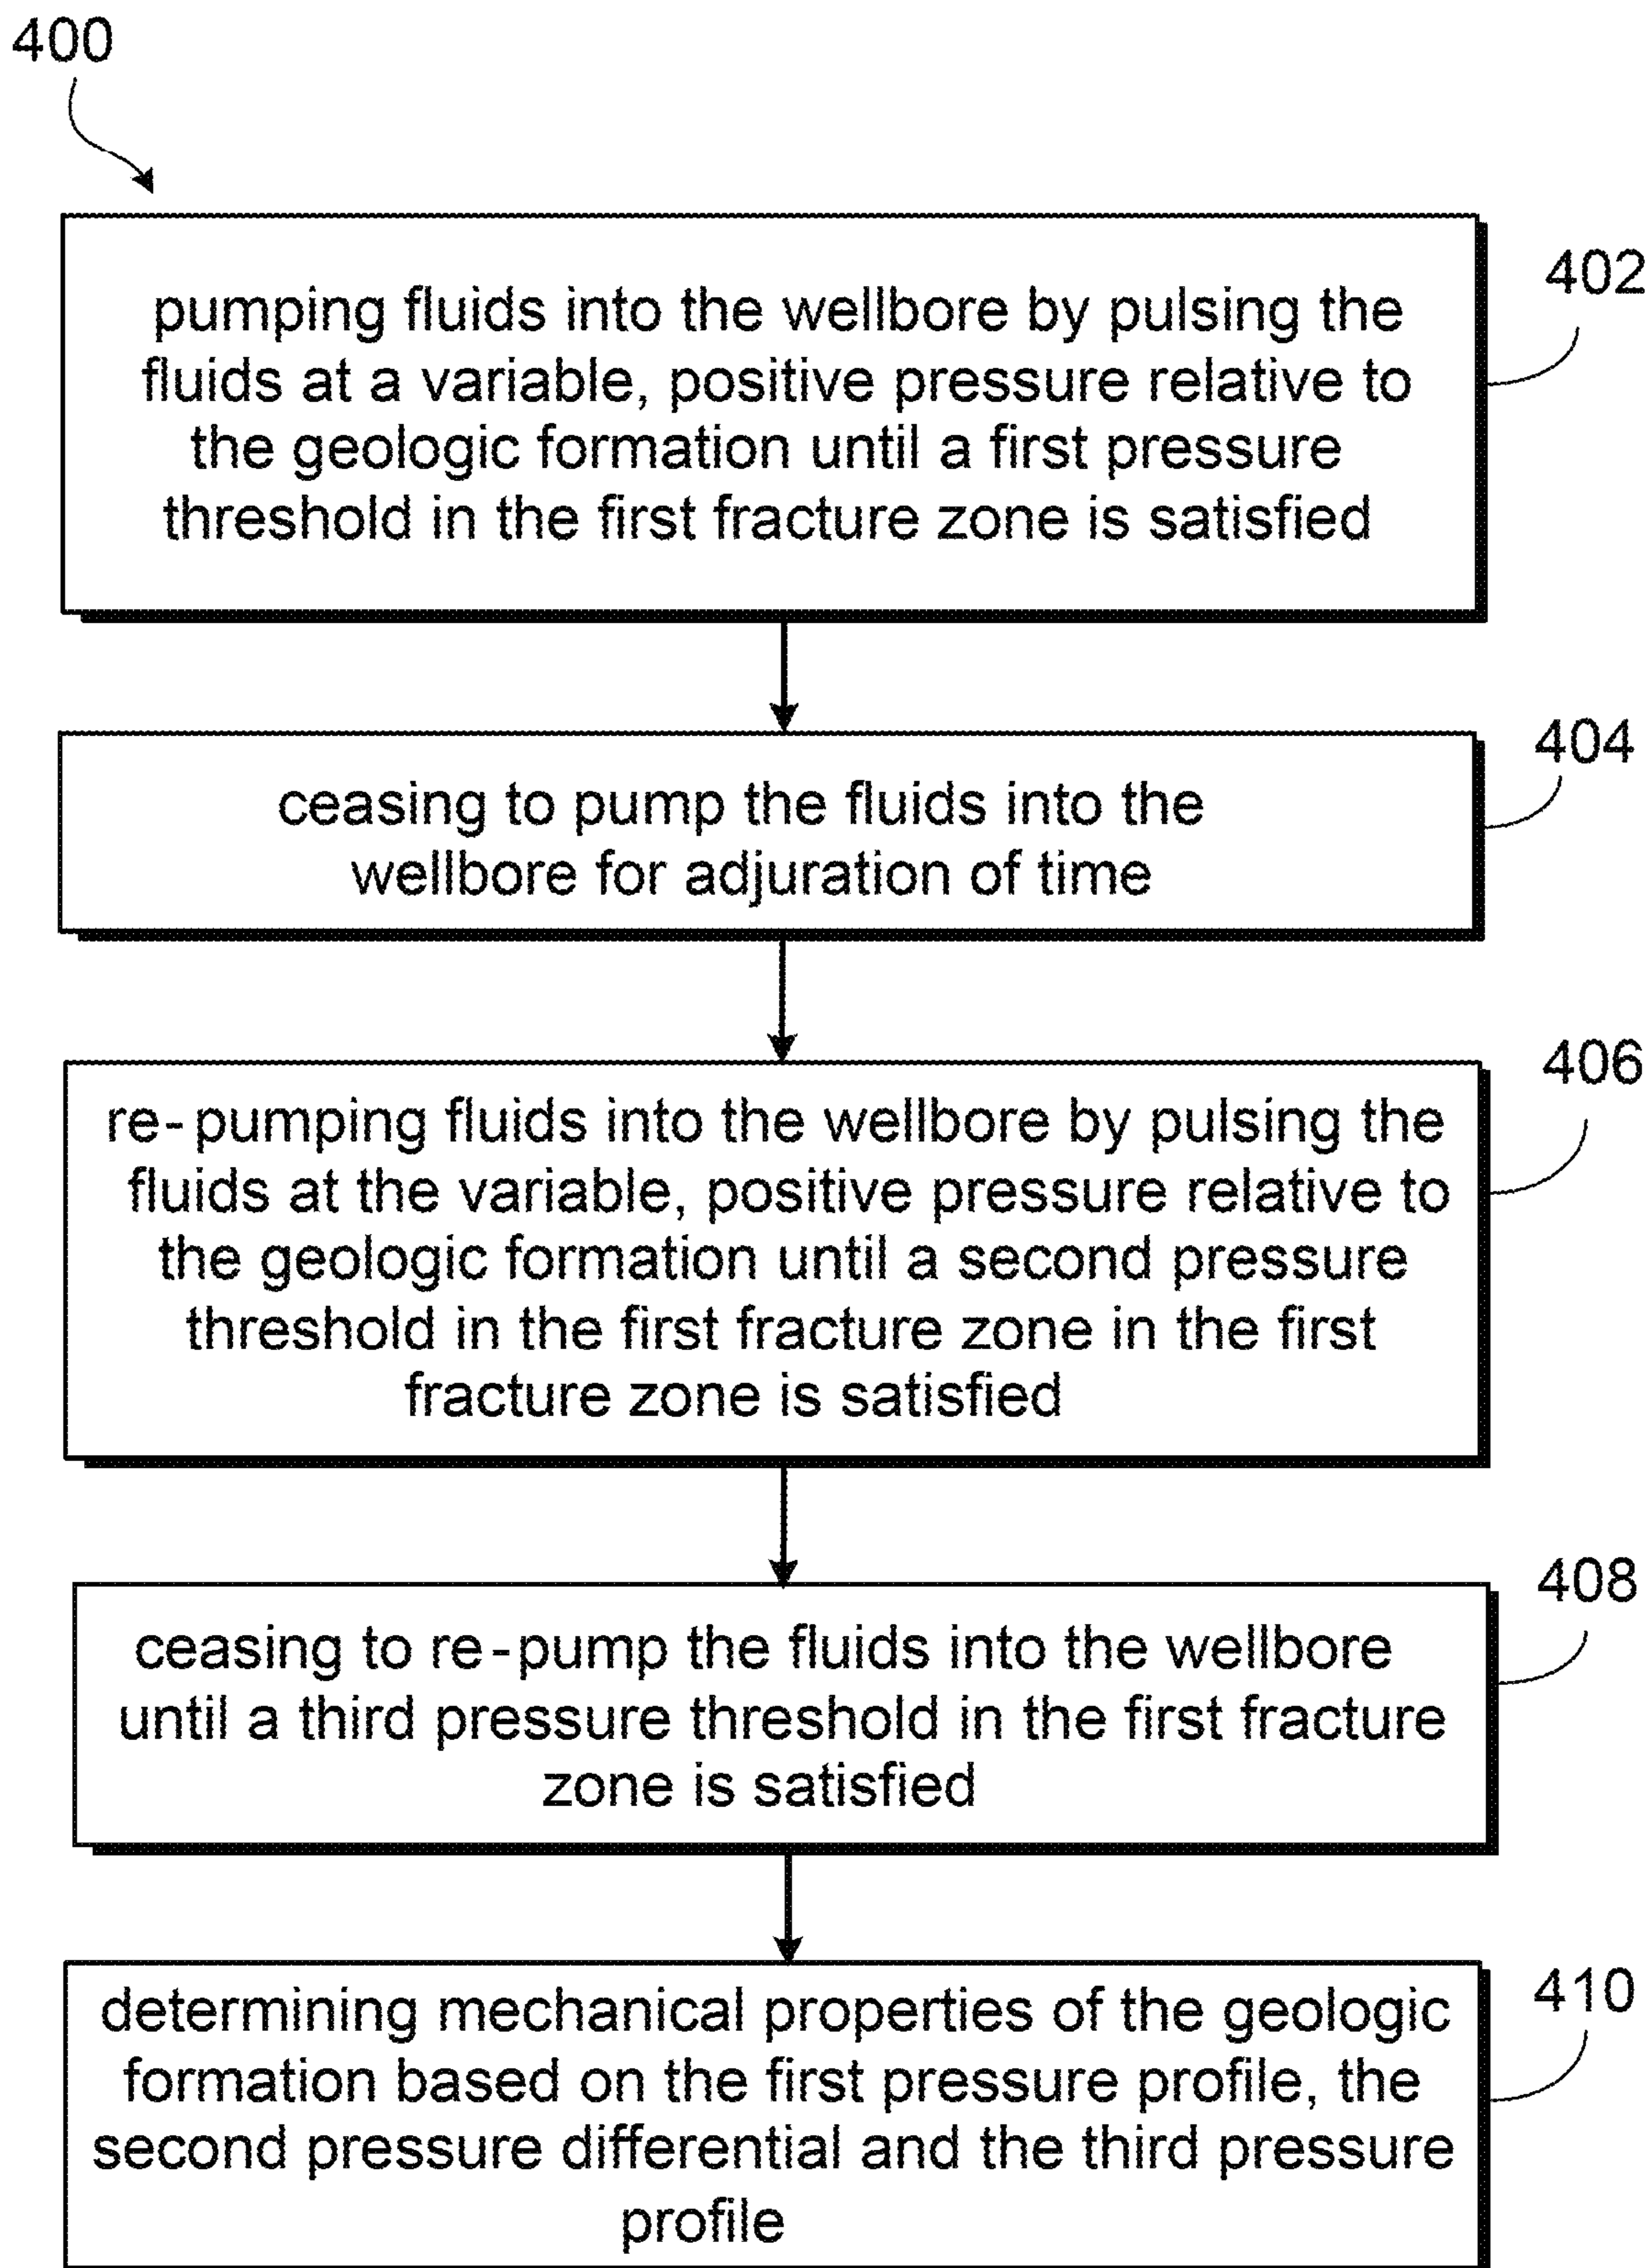 400
402
pumping fluids into the wellbore by pulsing the
fluids at a variable, positive pressure relative to
the geologic formation until a first pressure
threshold in the first fracture zone is satisfied
404
ceasing to pump the fluids into the
wellbore for adjuration of time
406
re-pumping fluids into the wellbore by pulsing the
fluids at the variable, positive pressure relative to
the geologic formation until a second pressure
threshold in the first fracture zone in the first
fracture zone is satisfied
408
ceasing to re-pump the fluids into the wellbore
until a third pressure threshold in the first fracture
zone is satisfied
410
determining mechanical properties of the geologic
formation based on the first pressure profile, the
second pressure differential and the third pressure
profile